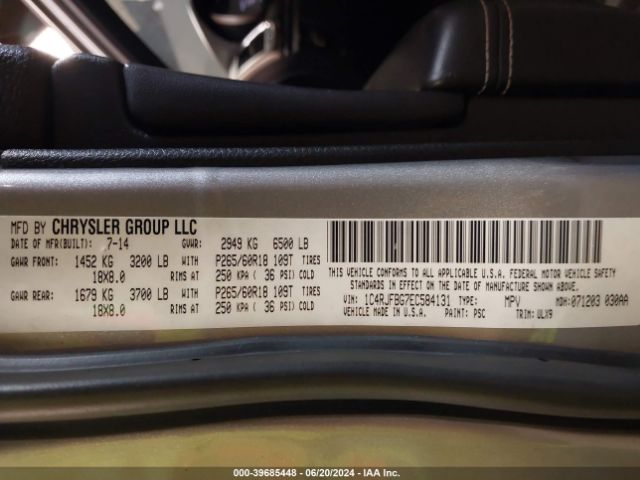 MFD BY CHRYSLER GROUP LLC
DATE OF MFR(BUILT): 7-14 GVWR: 2949 KG 6500 LB
GAWR FRONT: 1452 KG 3200 LB WITH P265/60R18 109T TIRES
18X8.0 RIMS AT 250 KPA ( 36 PSI) COLD
GAWR REAR: 1679 KG 3700 LB WITH P265/60R18 109T TIRES
18X8.0 RIMS AT 250 KPA ( 36 PSI) COLD
THIS VEHICLE CONFORMS TO ALL APPLICABLE U.S.A. FEDERAL MOTOR VEHICLE SAFETY
STANDARDS IN EFFECT ON THE DATE OF MANUFACTURE SHOWN ABOVE.
VIN: 1C4RJFBG7EC584131 TYPE: MPV MDH:071203 030AA
VEHICLE MADE IN U.S.A. PAINT: PSC TRIM: ULX9
000-39685448 - 06/20/2024 - IAA Inc.